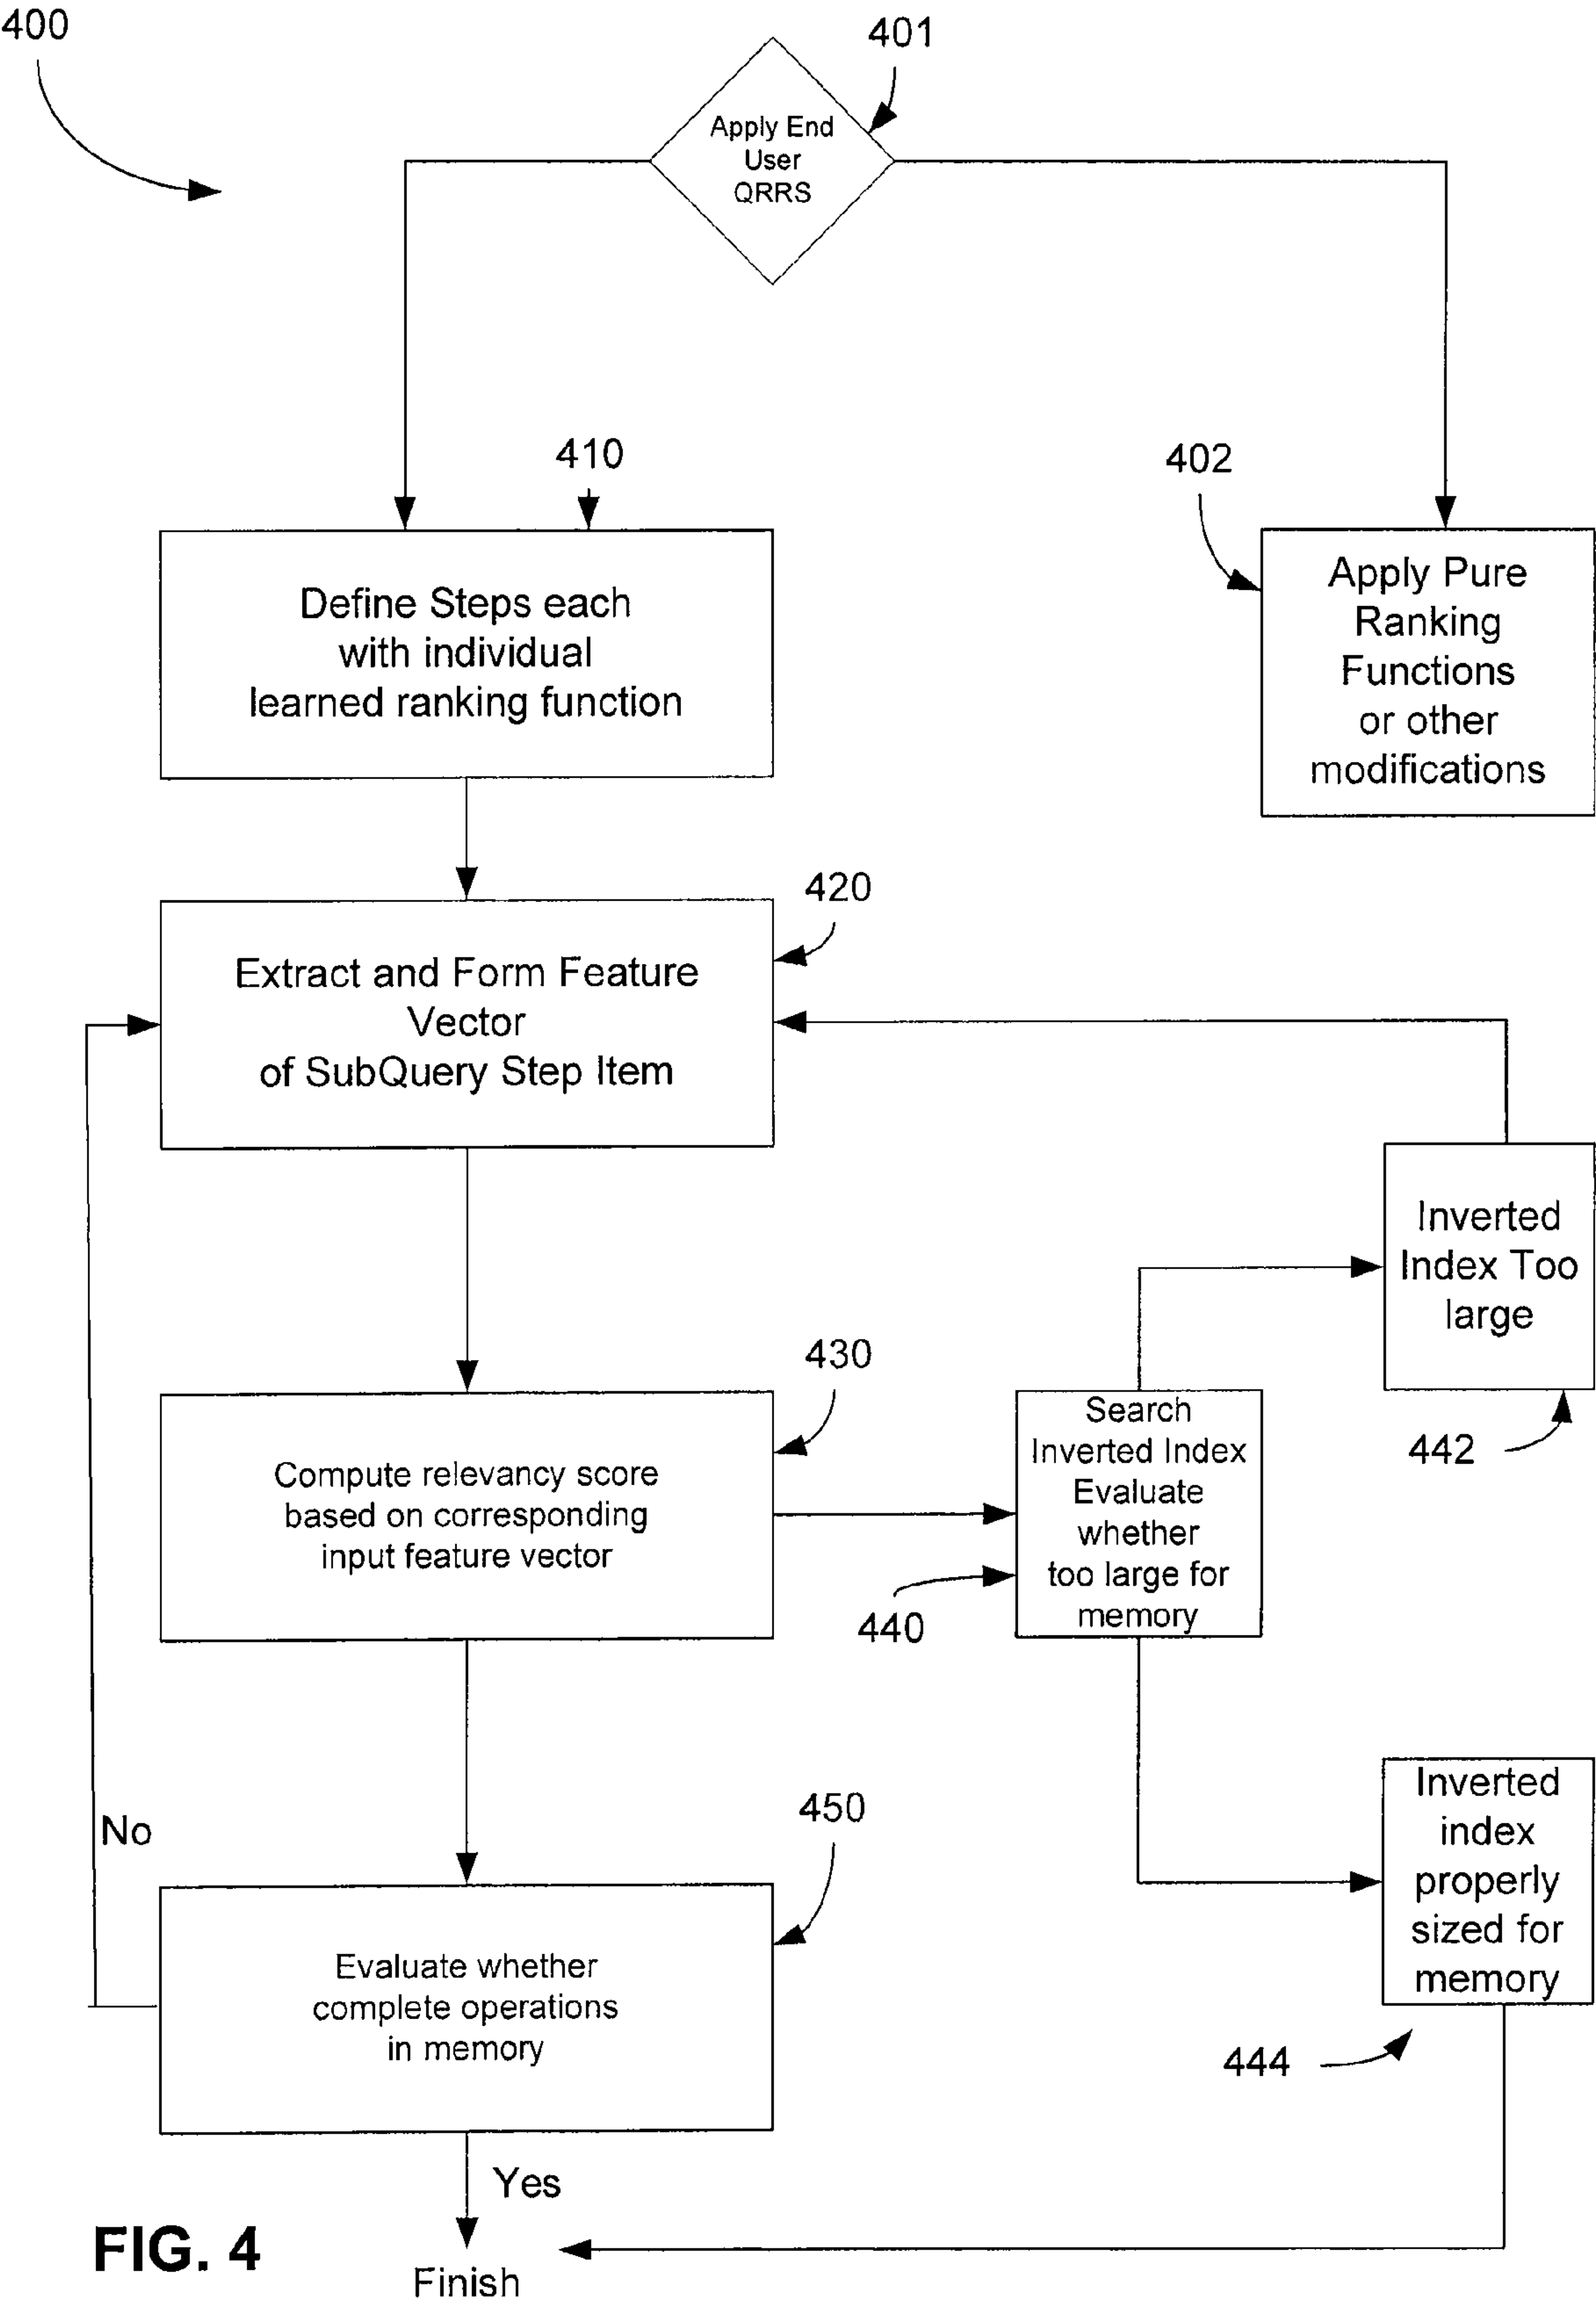 400
401
Apply End
User
QRRS
410
402
Define Steps each
with individual
learned ranking function
Apply Pure
Ranking
Functions
or other
modifications
420
Extract and Form Feature
Vector
of SubQuery Step Item
Inverted
Index Too
large
442
430
Compute relevancy score
based on corresponding
input feature vector
Search
Inverted Index
Evaluate
whether
too large for
memory
440
Inverted
index
properly
sized for
memory
444
No
450
Evaluate whether
complete operations
in memory
Yes
FIG. 4
Finish